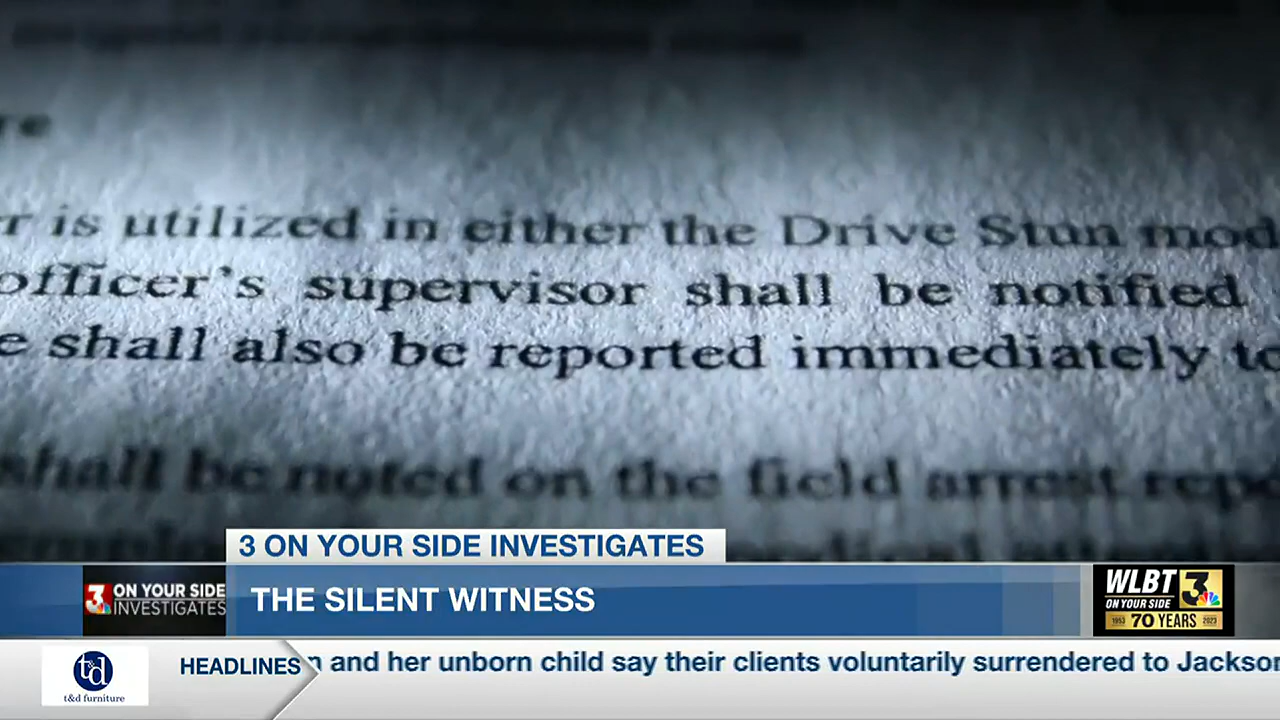 re
r is utilized in either the Drive Stun mod
officer's supervisor shall be notified
e shall also be reported immediately to
shall be noted on the field arrest repo
3 ON YOUR SIDE INVESTIGATES
3 ON YOUR SIDE
INVESTIGATES
THE SILENT WITNESS
WLBT 3
ON YOUR SIDE
1953 70 YEARS 2023
t&d
t&d furniture
HEADLINES
n and her unborn child say their clients voluntarily surrendered to Jackson